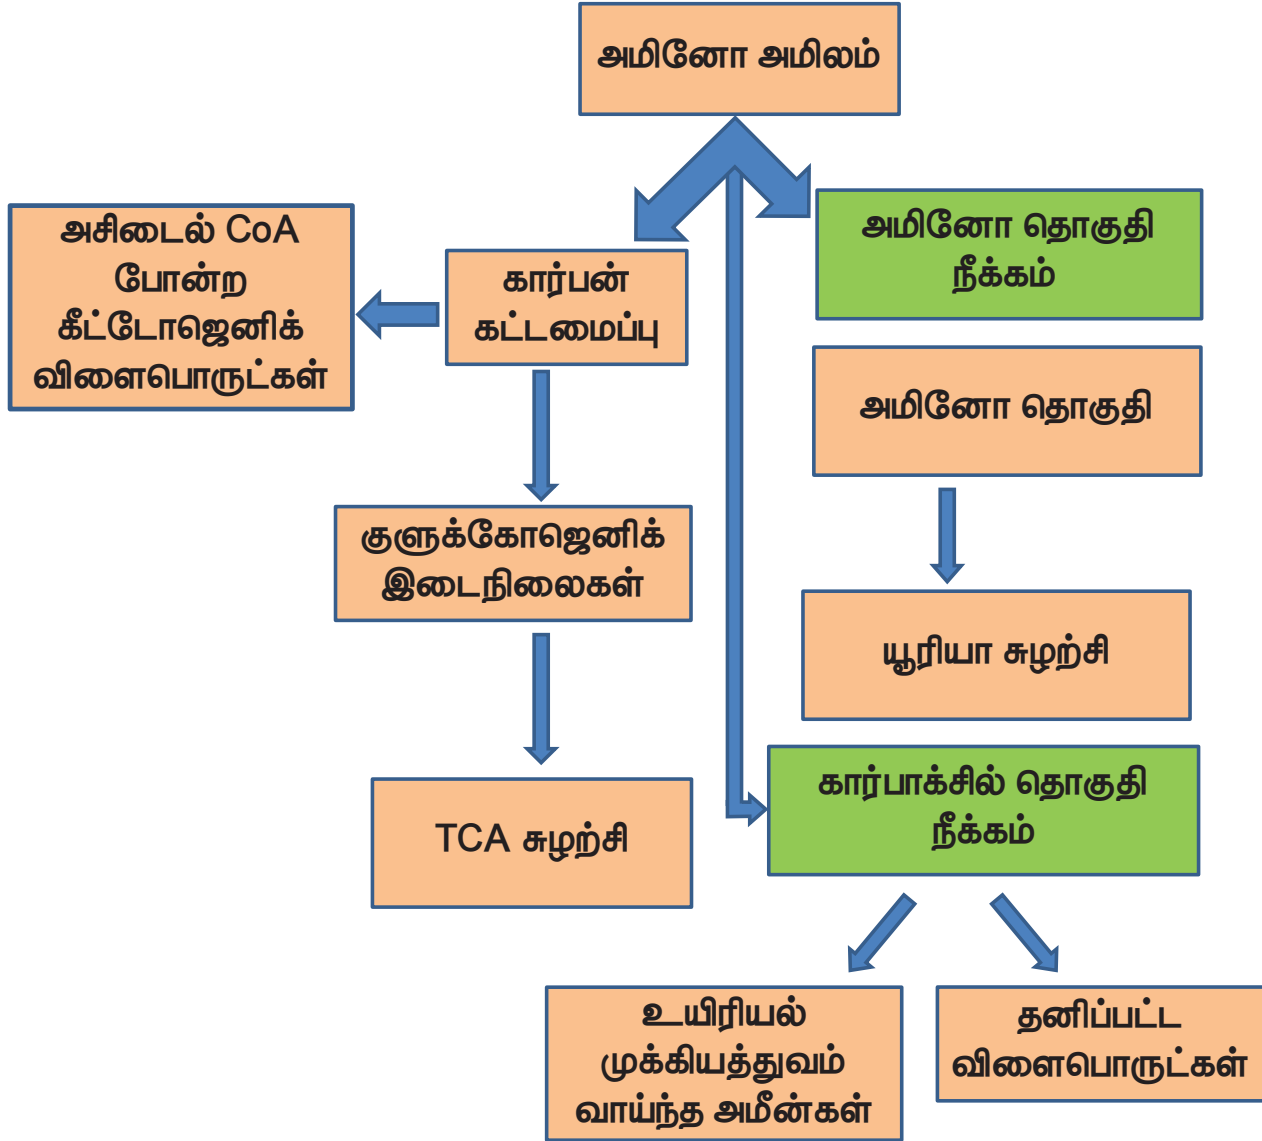 அமினோ அமிலம்
அமினோ தொகுதி
நீக்கம்
அசிடைல் CoA
போன்ற
கீட்டோஜெனிக்
விளைபொருட்கள்
கார்பன்
கட்டமைப்பு
அமினோ தொகுதி
குளுக்கோஜெனிக்
இடைநிலைகள்
யூரியா சுழற்சி
TCA சுழற்சி
கார்பாக்சில் தொகுதி
நீக்கம்
உயிரியல்
முக்கியத்துவம்
வாய்ந்த அமீன்கள்
தனிப்பட்ட
விளைபொருட்கள்